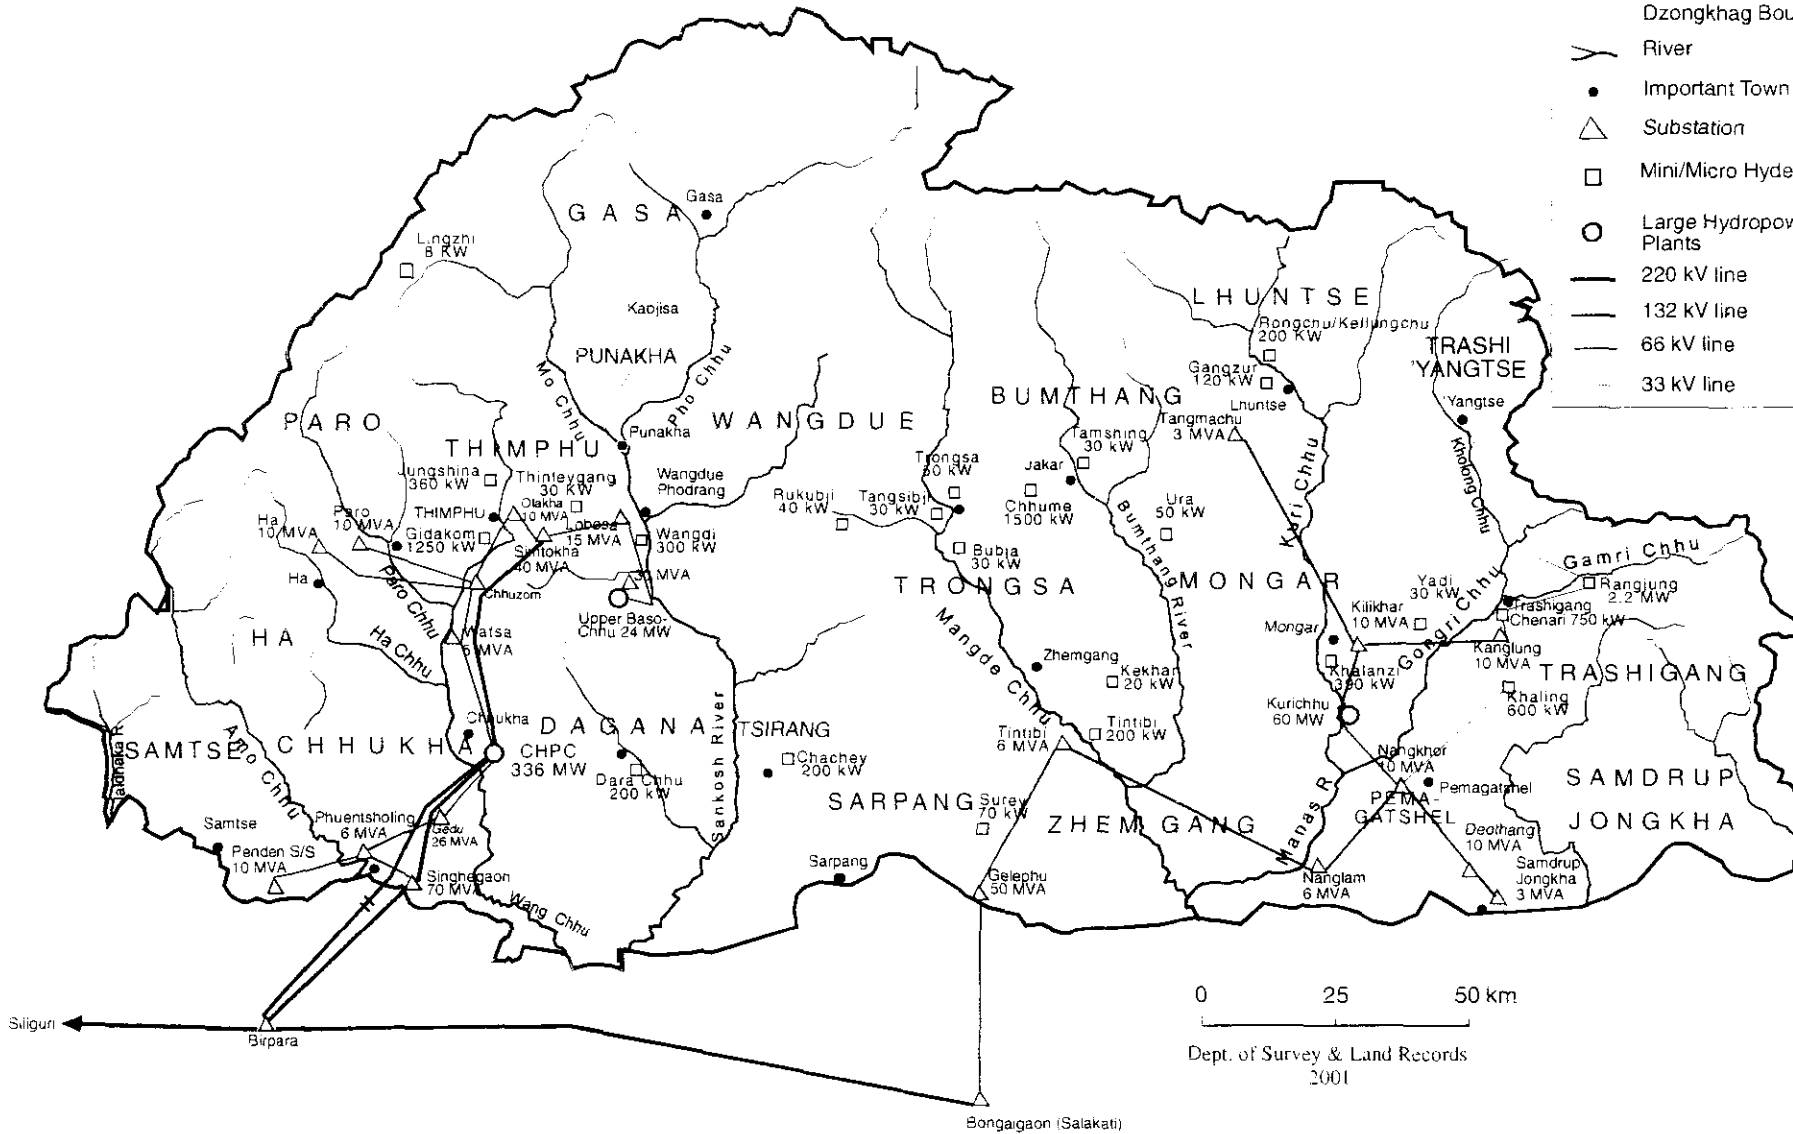 Dzongkhag Bou
River
Important Town
Substation
Mini/Micro Hyde
Large Hydropow
Plants
220 kV line
132 kV line
66 kV line
33 kV line
GASA
Gasa
Lingzhi
8 KW
Kaojisa
PUNAKHA
Mo Chhu
Pho Chhu
Punakha
PARO
THIMPHU
WANGDUE
Wangdue
Phodrang
Jungshina
360 kW
Thinleygang
30 KW
THIMPHU
Olakha
10 MVA
Lobesa
15 MVA
Ha
10 MVA
Paro
10 MVA
Gidakom
1250 kW
Simtokha
40 MVA
Wangdi
300 kW
Ha
Paro Chhu
Chhuzom
Upper Baso-
Chhu 24 MW
HA
Ha Chhu
Watsa
5 MVA
Rukubji
40 kW
Tangsibji
30 kW
Trongsa
50 kW
Bubja
30 kW
TRONGSA
BUMTHANG
Tamshing
30 kW
Jakar
Chhume
1500 kW
Bumthang River
Ura
50 kW
LHUNTSE
Rongchu/Kellungchu
200 KW
Gangzur
120 kW
Lhuntse
Tangmachu
3 MVA
Kuri Chhu
TRASHI
YANGTSE
Yangtse
Kholong Chhu
Gamri Chhu
Rangjung
2.2 MW
Trashigang
Chenari 750 kW
Yadi
30 kW
Kilikhar
10 MVA
MONGAR
Mongar
Gongri Chhu
Kanglung
10 MVA
TRASHIGANG
Khaling
600 kW
Khalanzi
390 kW
Kurichhu
60 MW
Mangde Chhu
Zhemgang
Kekhar
20 kW
Tintibi
200 kW
Tintibi
6 MVA
Nangkhor
10 MVA
Pemagatshel
PEMA-
GATSHEL
SAMDRUP
JONGKHA
Deothang
10 MVA
Samdrup
Jongkha
3 MVA
Manas R
Nanglam
6 MVA
ZHEMGANG
SARPANG
Surey
70 kW
Sarpang
Gelephu
50 MVA
TSIRANG
Chachey
200 kW
Sankosh River
DAGANA
Dara Chhu
200 kW
Chhukha
CHPC
336 MW
CHHUKHA
Amo Chhu
SAMTSE
Jaldhaka R
Samtse
Phuentsholing
6 MVA
Gedu
26 MVA
Penden S/S
10 MVA
Singhegaon
70 MVA
Wang Chhu
Siliguri
Birpara
Bongaigaon (Salakati)
0 25 50 km
Dept. of Survey & Land Records
2001